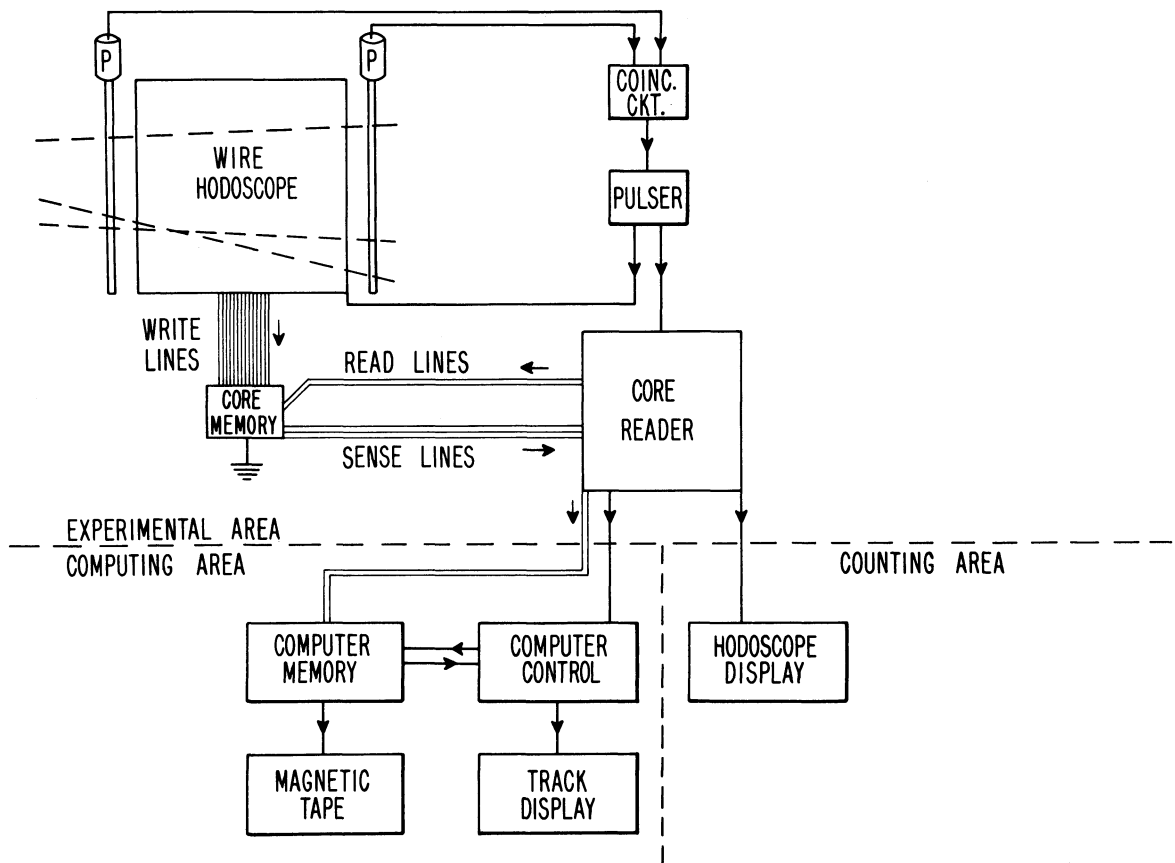 P
P
COINC.
CKT.
WIRE
HODOSCOPE
PULSER
WRITE
LINES
READ LINES
CORE
MEMORY
CORE
READER
SENSE LINES
EXPERIMENTAL AREA
COMPUTING AREA
COUNTING AREA
COMPUTER
MEMORY
COMPUTER
CONTROL
HODOSCOPE
DISPLAY
MAGNETIC
TAPE
TRACK
DISPLAY